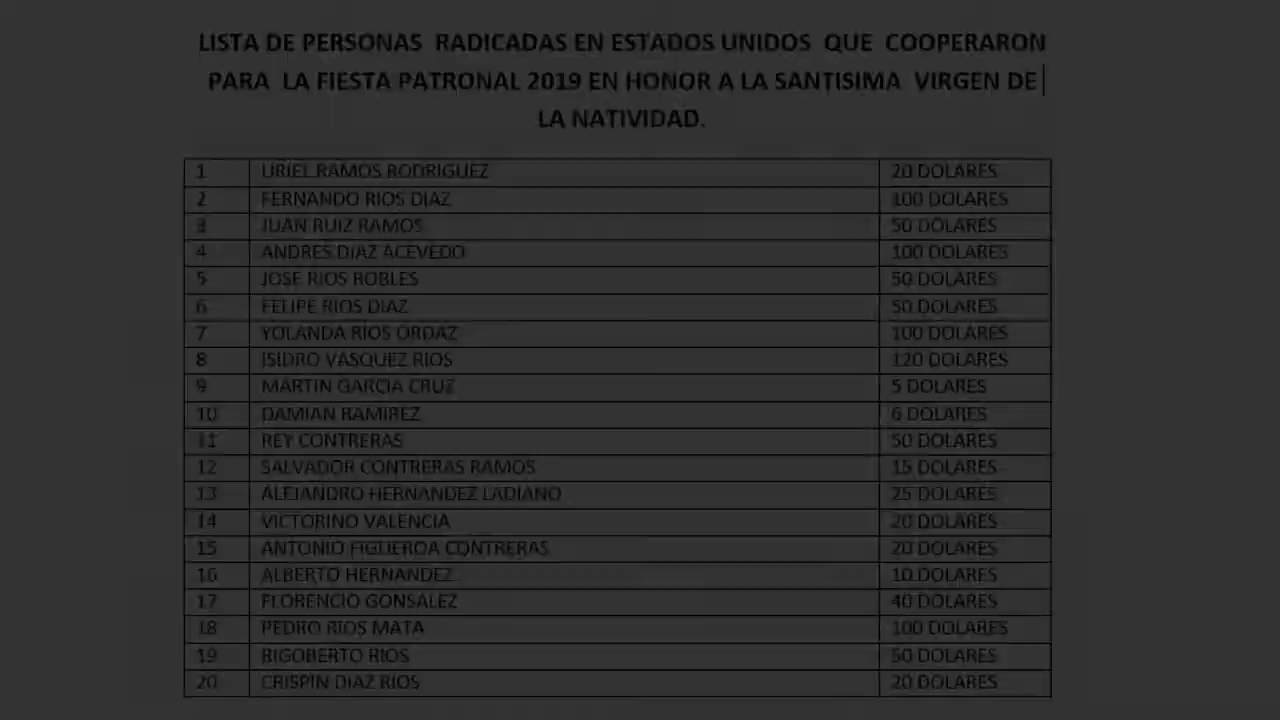 LISTA DE PERSONAS RADICADAS EN ESTADOS UNIDOS QUE COOPERARON
PARA LA FIESTA PATRONAL 2019 EN HONOR A LA SANTISIMA VIRGEN DE
LA NATIVIDAD.
1 URIEL RAMOS RODRIGUEZ 20 DOLARES
2 FERNANDO RIOS DIAZ 100 DOLARES
3 JUAN RUIZ RAMOS 50 DOLARES
4 ANDRES DIAZ ACEVEDO 100 DOLARES
5 JOSE RIOS ROBLES 50 DOLARES
6 FELIPE RIOS DIAZ 50 DOLARES
7 YOLANDA RIOS ORDAZ 100 DOLARES
8 ISIDRO VASQUEZ RIOS 120 DOLARES
9 MARTIN GARCIA CRUZ 5 DOLARES
10 DAMIAN RAMIREZ 6 DOLARES
11 REY CONTRERAS 50 DOLARES
12 SALVADOR CONTRERAS RAMOS 15 DOLARES
13 ALEJANDRO HERNANDEZ LADIANO 25 DOLARES
14 VICTORINO VALENCIA 20 DOLARES
15 ANTONIO FIGUEROA CONTRERAS 20 DOLARES
16 ALBERTO HERNANDEZ 10 DOLARES
17 FLORENCIO GONSALEZ 40 DOLARES
18 PEDRO RIOS MATA 100 DOLARES
19 RIGOBERTO RIOS 50 DOLARES
20 CRISPIN DIAZ RIOS 20 DOLARES